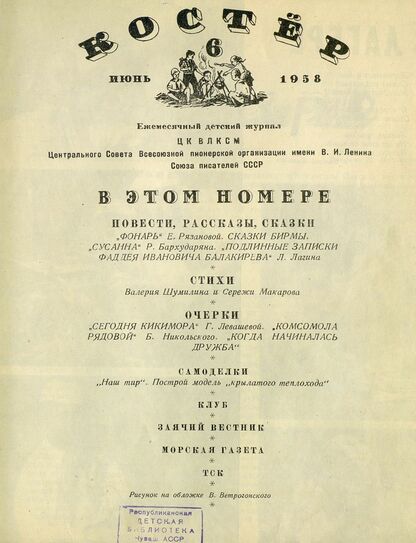 КОСТЁР
6
ИЮНЬ 1958
Ежемесячный детский журнал
ЦК ВЛКСМ
Центрального Совета Всесоюзной пионерской организации имени В. И. Ленина
Союза писателей СССР
В ЭТОМ НОМЕРЕ
ПОВЕСТИ, РАССКАЗЫ, СКАЗКИ
„ФОНАРЬ“ Е. Рязановой. СКАЗКИ БИРМЫ.
„СУСАННА“ Р. Бархударяна. „ПОДЛИННЫЕ ЗАПИСКИ
ФАДДЕЯ ИВАНОВИЧА БАЛАКИРЕВА“ Л. Лагина
*
СТИХИ
Валерия Шумилина и Сережи Макарова
*
ОЧЕРКИ
„СЕГОДНЯ КИКИМОРА“ Г. Левашевой. „КОМСОМОЛА
РЯДОВОЙ“ Б. Никольского. „КОГДА НАЧИНАЛАСЬ
ДРУЖБА“
*
САМОДЕЛКИ
„Наш тир“. Построй модель „крылатого теплохода“
*
КЛУБ
*
ЗАЯЧИЙ ВЕСТНИК
*
МОРСКАЯ ГАЗЕТА
*
ТСК
*
Рисунок на обложке В. Ветрогонского
*
Республиканская
ДЕТСКАЯ
БИБЛИОТЕКА
Чуваш АССР